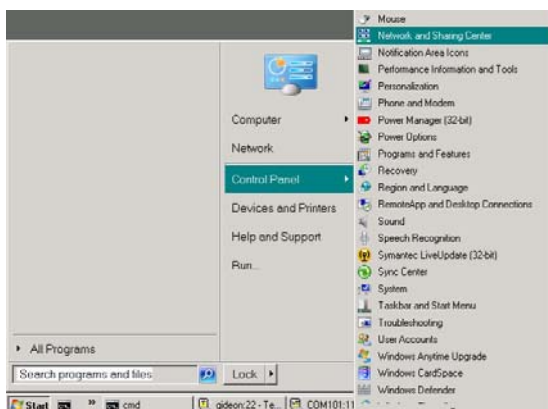 Computer
Network
Control Panel
Devices and Printers
Help and Support
Run...
All Programs
Search programs and files
Lock
Start
cmd
gideon:22 - Te...
COM101:11
Mouse
Network and Sharing Center
Notification Area Icons
Performance Information and Tools
Personalization
Phone and Modem
Power Manager (32-bit)
Power Options
Programs and Features
Recovery
Region and Language
RemoteApp and Desktop Connections
Sound
Speech Recognition
Symantec LiveUpdate (32-bit)
Sync Center
System
Taskbar and Start Menu
Troubleshooting
User Accounts
Windows Anytime Upgrade
Windows CardSpace
Windows Defender